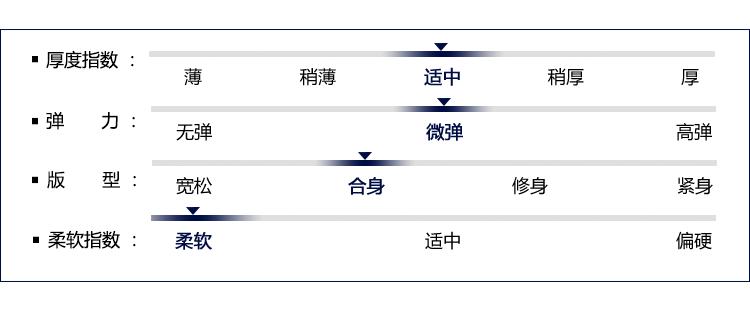 ▪ 厚度指数 :
薄 稍薄 适中 稍厚 厚
▪ 弹 力 :
无弹 微弹 高弹
▪ 版 型 :
宽松 合身 修身 紧身
▪ 柔软指数 :
柔软 适中 偏硬